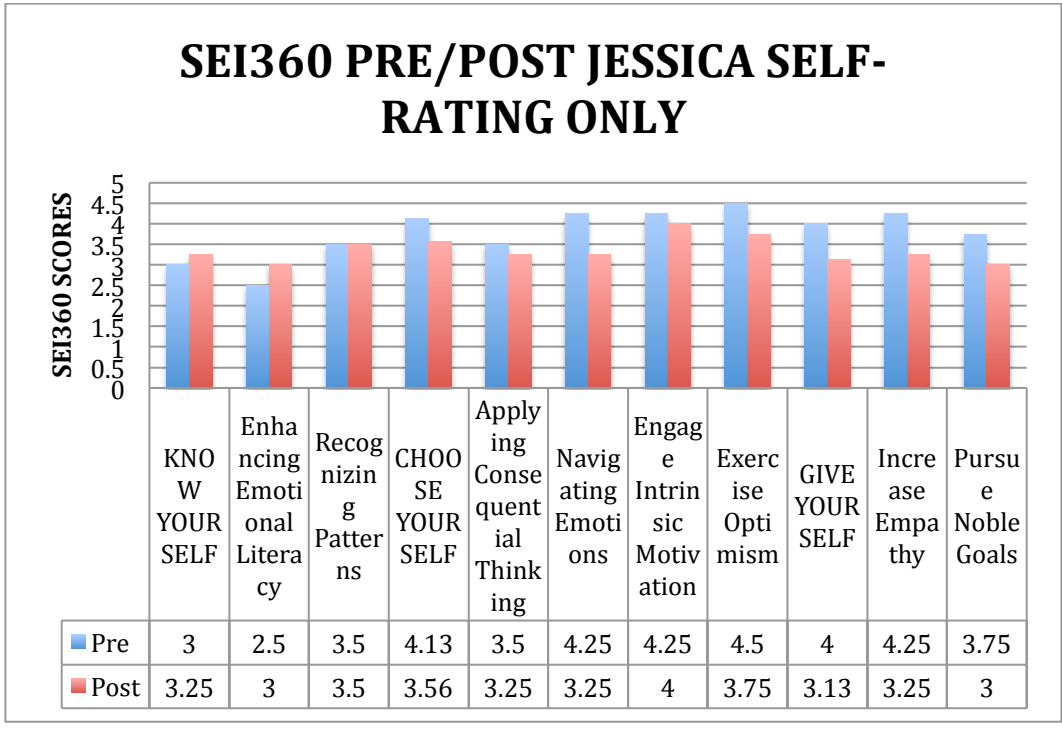 SEI360 PRE/POST JESSICA SELF-
RATING ONLY
SEI360 SCORES
5
4.5
4
3.5
3
2.5
2
1.5
1
0.5
0
KNO
W
YOUR
SELF
Enha
ncing
Emoti
onal
Litera
cy
Recog
nizin
g
Patter
ns
CHOO
SE
YOUR
SELF
Apply
ing
Conse
quent
ial
Think
ing
Navig
ating
Emoti
ons
Engag
e
Intrin
sic
Motiv
ation
Exerc
ise
Opti
mism
GIVE
YOUR
SELF
Incre
ase
Empa
thy
Pursu
e
Noble
Goals
Pre 3 2.5 3.5 4.13 3.5 4.25 4.25 4.5 4 4.25 3.75
Post 3.25 3 3.5 3.56 3.25 3.25 4 3.75 3.13 3.25 3